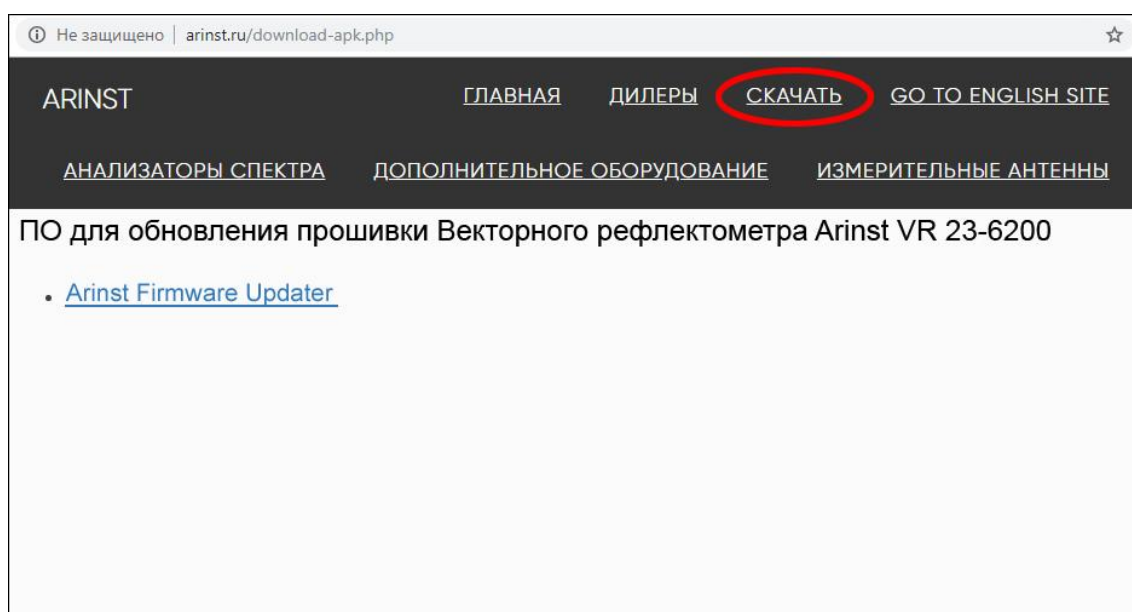 Не защищено | arinst.ru/download-apk.php
ARINST ГЛАВНАЯ ДИЛЕРЫ СКАЧАТЬ GO TO ENGLISH SITE
АНАЛИЗАТОРЫ СПЕКТРА ДОПОЛНИТЕЛЬНОЕ ОБОРУДОВАНИЕ ИЗМЕРИТЕЛЬНЫЕ АНТЕННЫ
ПО для обновления прошивки Векторного рефлектометра Arinst VR 23-6200
• Arinst Firmware Updater